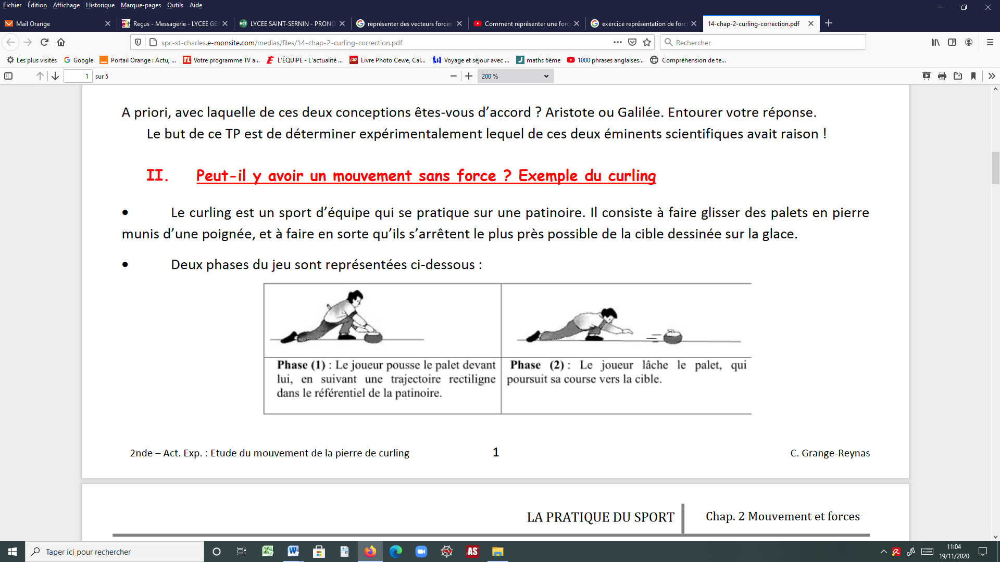 Fichier Édition Affichage Historique Marque-pages Outils Aide
Mail Orange
Reçus - Messagerie - LYCEE GE
LYCEE SAINT-SERNIN - PRONO
représenter des vecteurs forces
Comment représenter une forc
exercice représentation de forc
14-chap-2-curling-correction.pdf
spc-st-charles.e-monsite.com/medias/files/14-chap-2-curling-correction.pdf
Rechercher
Les plus visités Google Portail Orange : Actu, ... Votre programme TV a... L'ÉQUIPE - L'actualité ... Livre Photo Cewe, Cal... Voyage et séjour avec ... maths 6ème 1000 phrases anglaises... Compréhension de te...
1 sur 5 200 %
A priori, avec laquelle de ces deux conceptions êtes-vous d’accord ? Aristote ou Galilée. Entourer votre réponse.
Le but de ce TP est de déterminer expérimentalement lequel de ces deux éminents scientifiques avait raison !
II. Peut-il y avoir un mouvement sans force ? Exemple du curling
• Le curling est un sport d’équipe qui se pratique sur une patinoire. Il consiste à faire glisser des palets en pierre
munis d’une poignée, et à faire en sorte qu’ils s’arrêtent le plus près possible de la cible dessinée sur la glace.
• Deux phases du jeu sont représentées ci-dessous :
Phase (1) : Le joueur pousse le palet devant
lui, en suivant une trajectoire rectiligne
dans le référentiel de la patinoire.
Phase (2) : Le joueur lâche le palet, qui
poursuit sa course vers la cible.
2nde – Act. Exp. : Etude du mouvement de la pierre de curling 1 C. Grange-Reynas
LA PRATIQUE DU SPORT Chap. 2 Mouvement et forces
Taper ici pour rechercher
AS
11:04
19/11/2020